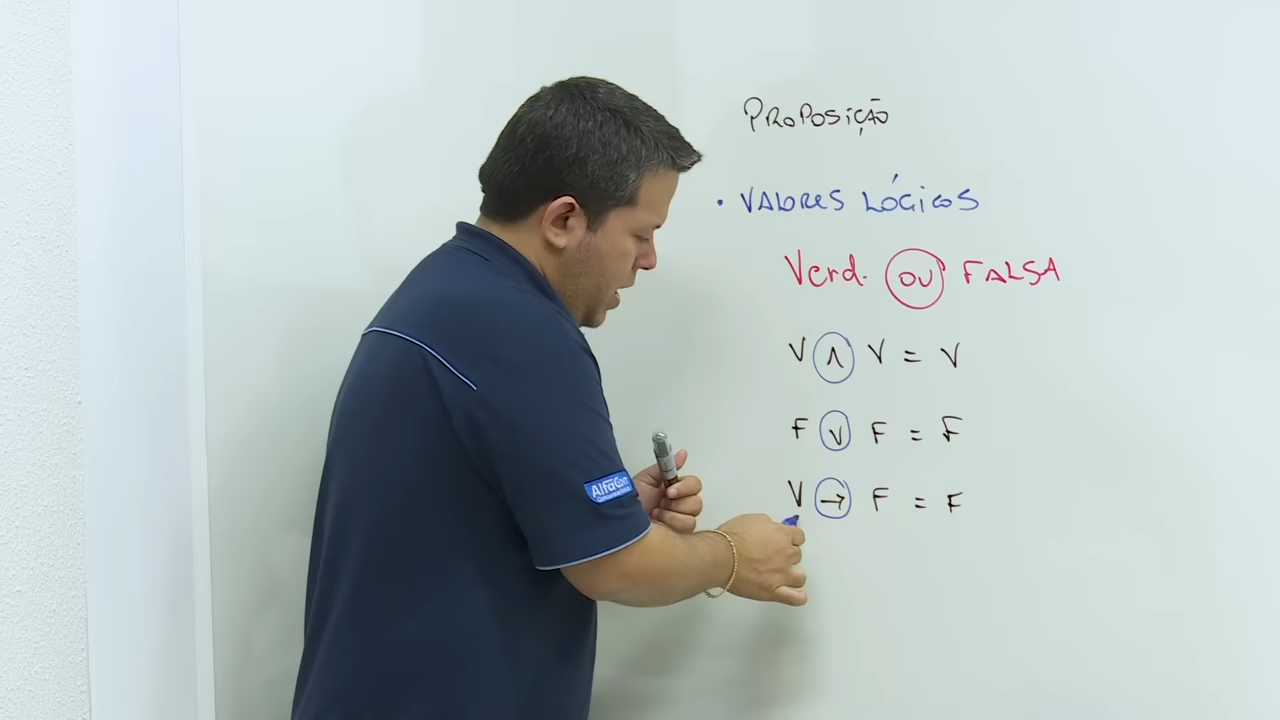 PROPOSIÇÃO
• VALORES LÓGICOS
Verd. OU FALSA
V ∧ V = V
F ∨ F = F
V → F = F
AlfaCon